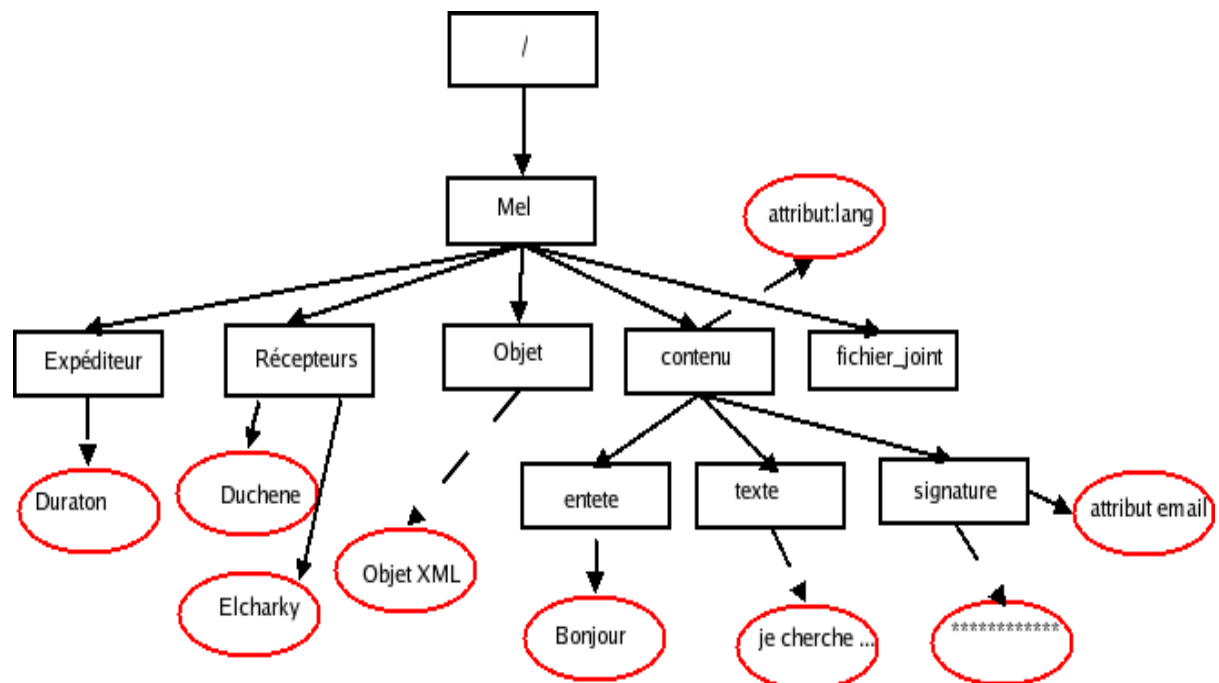 /
Mel
attribut:lang
Expéditeur
Récepteurs
Objet
contenu
fichier_joint
Duraton
Duchene
Elcharky
Objet XML
entete
texte
signature
attribut email
Bonjour
je cherche ...
************